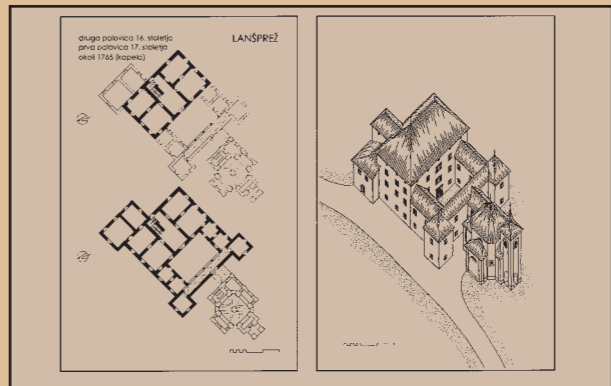 druga polovica 16. stoletja
prva polovica 17. stoletja
okoli 1765 (kapela)
LANŠPREŽ